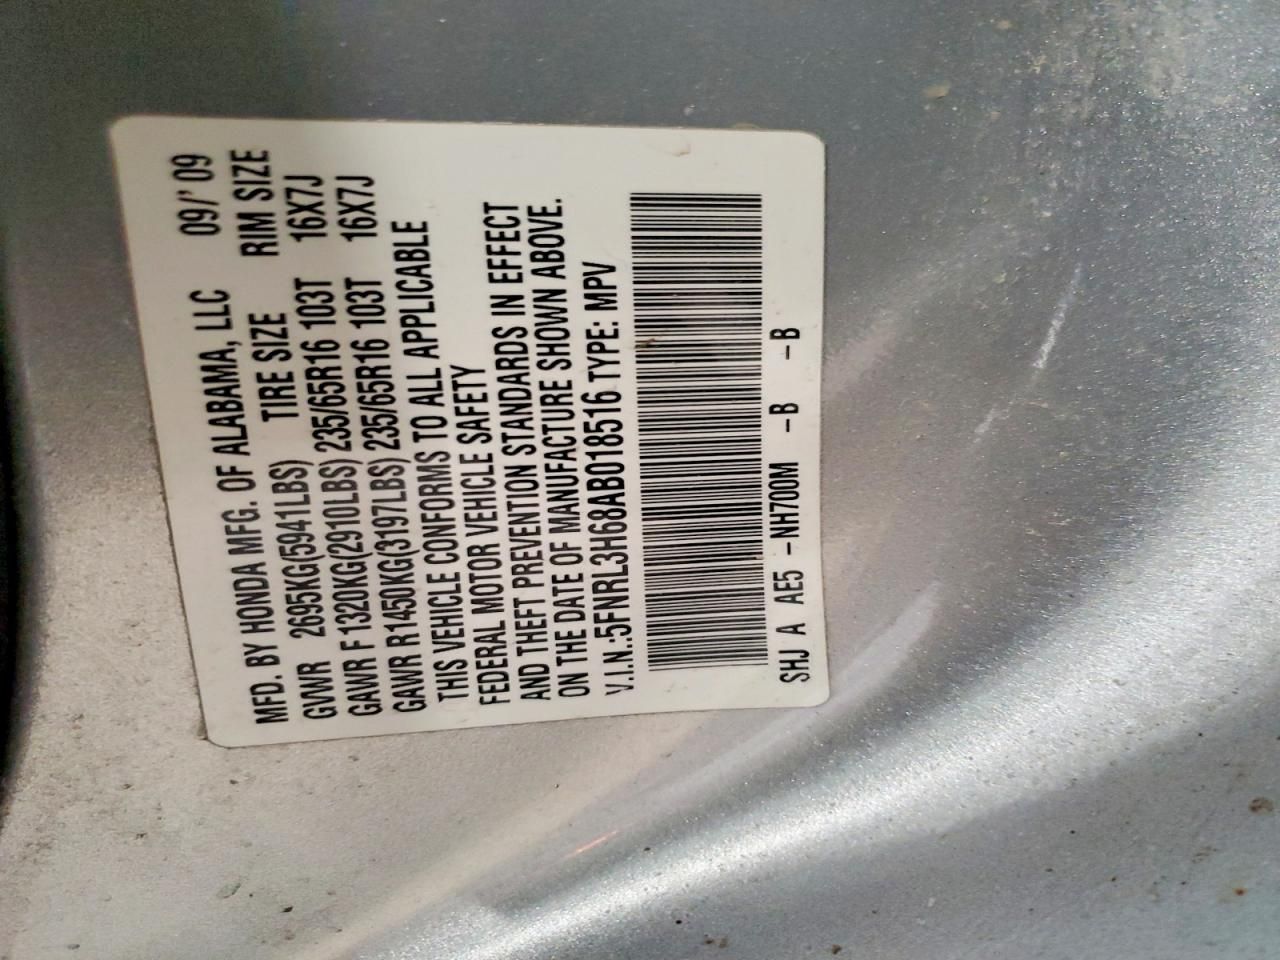 MFD. BY HONDA MFG. OF ALABAMA, LLC 09/' 09
TIRE SIZE RIM SIZE
GVWR 2695KG(5941LBS)
GAWR F 1320KG(2910LBS) 235/65R16 103T 16X7J
GAWR R1450KG(3197LBS) 235/65R16 103T 16X7J
THIS VEHICLE CONFORMS TO ALL APPLICABLE
FEDERAL MOTOR VEHICLE SAFETY
AND THEFT PREVENTION STANDARDS IN EFFECT
ON THE DATE OF MANUFACTURE SHOWN ABOVE.
V.I.N.:5FNRL3H68AB018516 TYPE: MPV
SHJ A AE5 -NH700M -B -B